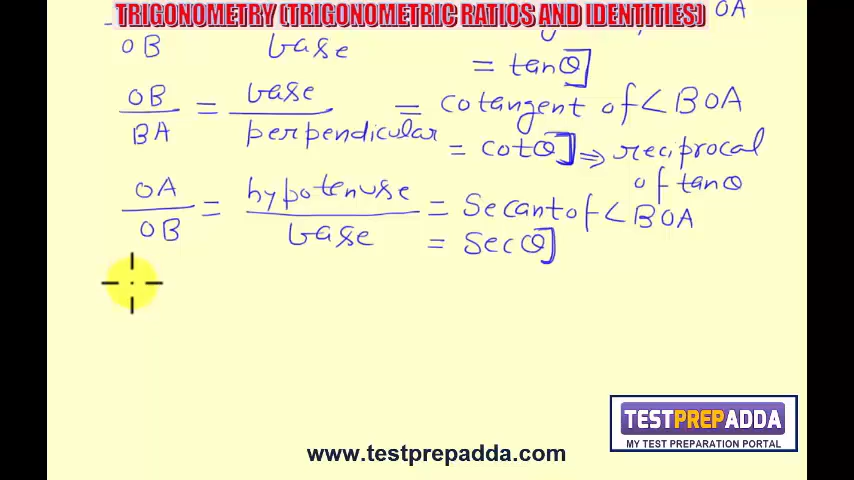 TRIGONOMETRY (TRIGONOMETRIC RATIOS AND IDENTITIES)
OA
OB base
= tanθ]
OB/BA = base/perpendicular = cotangent of ∠BOA
= cotθ] ⇒ reciprocal of tanθ
OA/OB = hypotenuse/base = Secant of ∠BOA
= Secθ]
TESTPREPADDA
MY TEST PREPARATION PORTAL
www.testprepadda.com